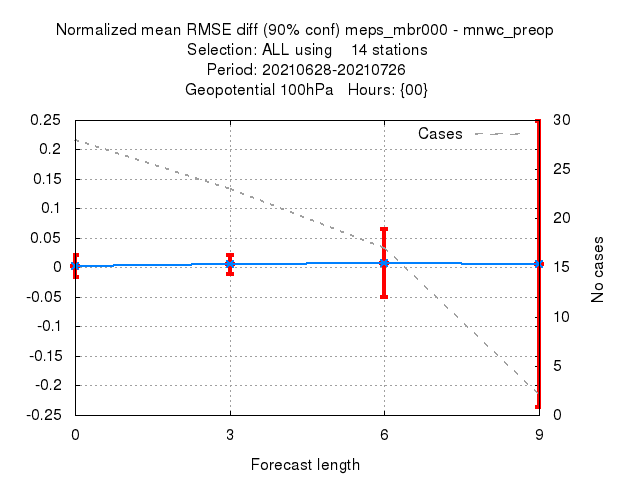 Normalized mean RMSE diff (90% conf) meps_mbr000 - mnwc_preop
Selection: ALL using 14 stations
Period: 20210628-20210726
Geopotential 100hPa Hours: {00}
Cases
0.25
0.2
0.15
0.1
0.05
0
-0.05
-0.1
-0.15
-0.2
-0.25
30
25
20
15
10
5
0
No cases
0 3 6 9
Forecast length